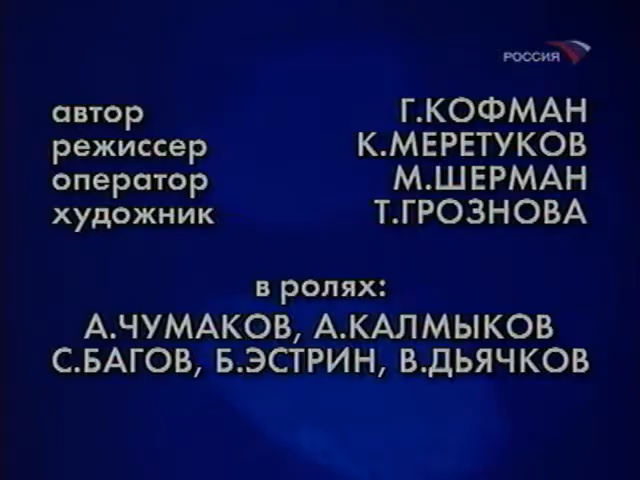 РОССИЯ
автор Г.КОФМАН
режиссер К.МЕРЕТУКОВ
оператор М.ШЕРМАН
художник Т.ГРОЗНОВА
в ролях:
А.ЧУМАКОВ, А.КАЛМЫКОВ
С.БАГОВ, Б.ЭСТРИН, В.ДЬЯЧКОВ